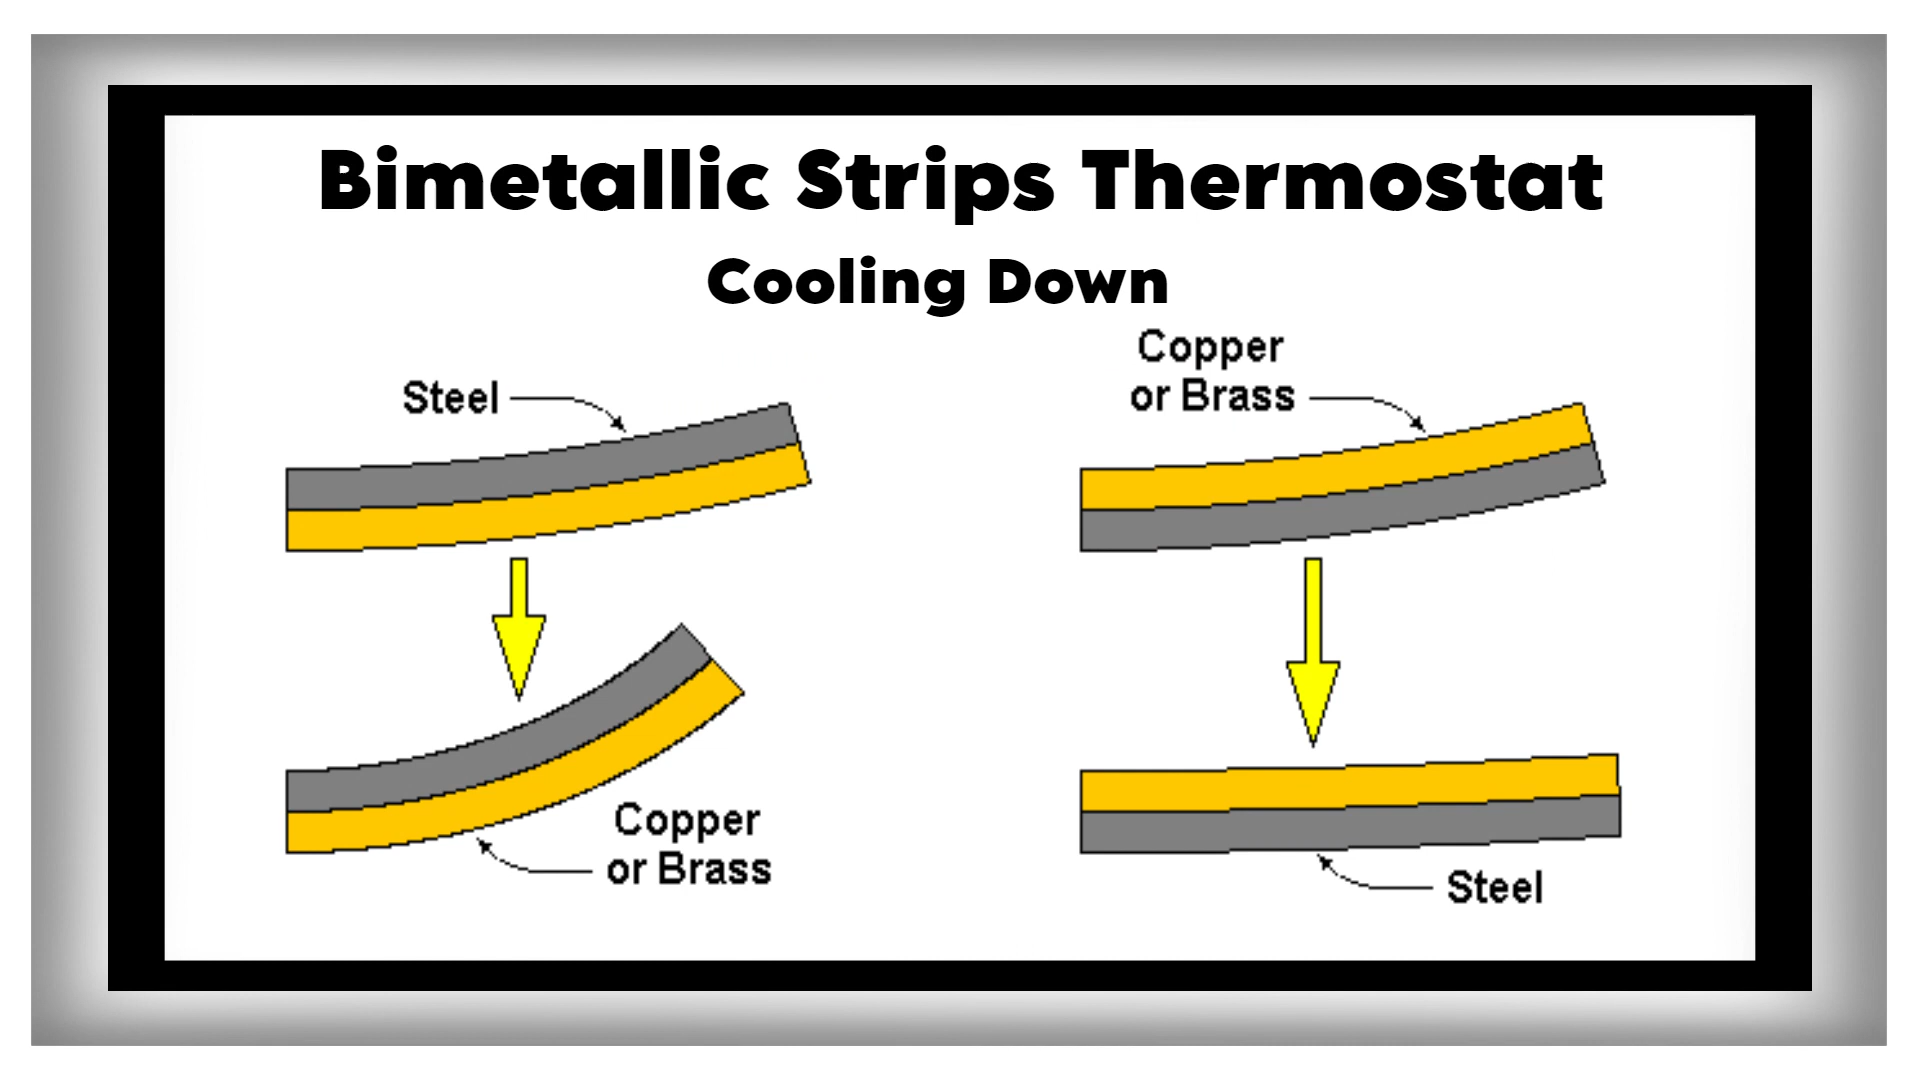 Bimetallic Strips Thermostat
Cooling Down
Steel
Copper
or Brass
Copper
or Brass
Steel